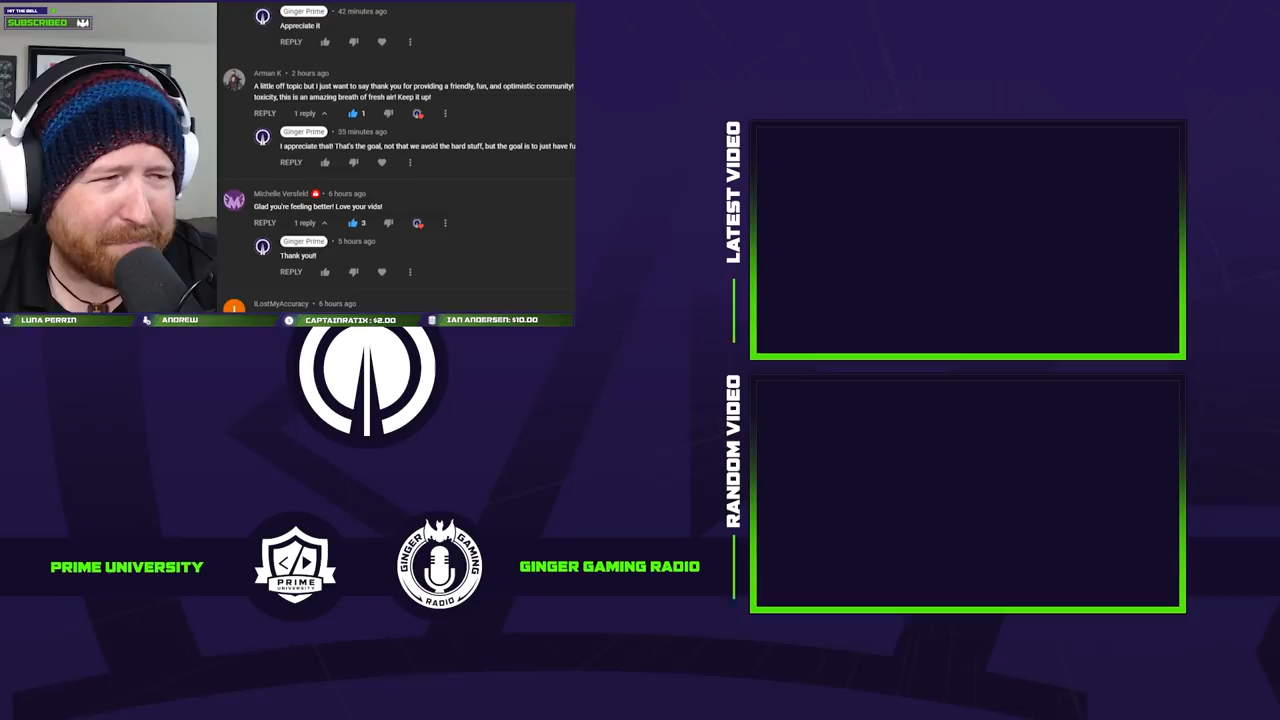 HIT THE BELL
SUBSCRIBED
Ginger Prime • 42 minutes ago
Appreciate it
REPLY
Arman K • 2 hours ago
A little off topic but I just want to say thank you for providing a friendly, fun, and optimistic community!
toxicity, this is an amazing breath of fresh air! Keep it up!
REPLY 1 reply 1
Ginger Prime • 35 minutes ago
I appreciate that! That's the goal, not that we avoid the hard stuff, but the goal is to just have fu
REPLY
Michelle Versfeld • 6 hours ago
Glad you're feeling better! Love your vids!
REPLY 1 reply 3
Ginger Prime • 5 hours ago
Thank you!!
REPLY
ILostMyAccuracy • 6 hours ago
LUNA PERRIN
ANDREW
CAPTAINRATIX: $2.00
IAN ANDERSEN: $10.00
LATEST VIDEO
RANDOM VIDEO
PRIME UNIVERSITY
PRIME
UNIVERSITY
GINGER GAMING
RADIO
GINGER GAMING RADIO